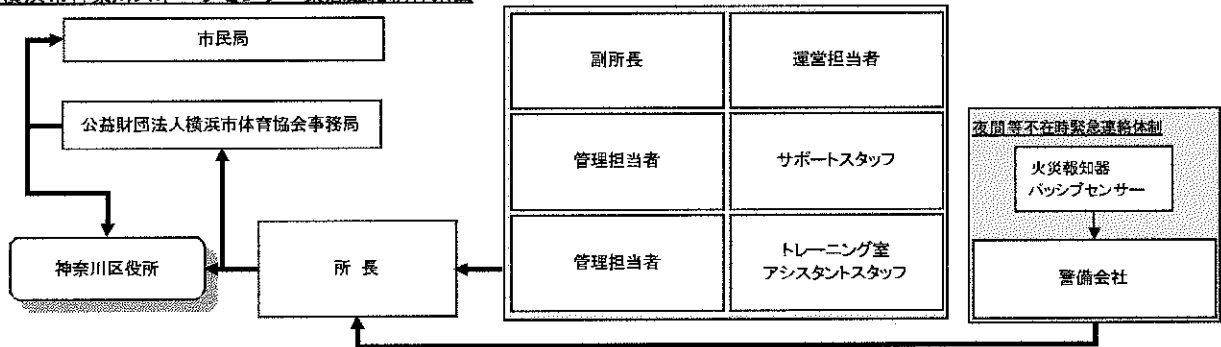 市民局
公益財団法人横浜市体育協会事務局
神奈川区役所
所 長
副所長
運営担当者
管理担当者
サポートスタッフ
管理担当者
トレーニング室
アシスタントスタッフ
夜間等不在時緊急連絡体制
火災報知器
パッシブセンサー
警備会社